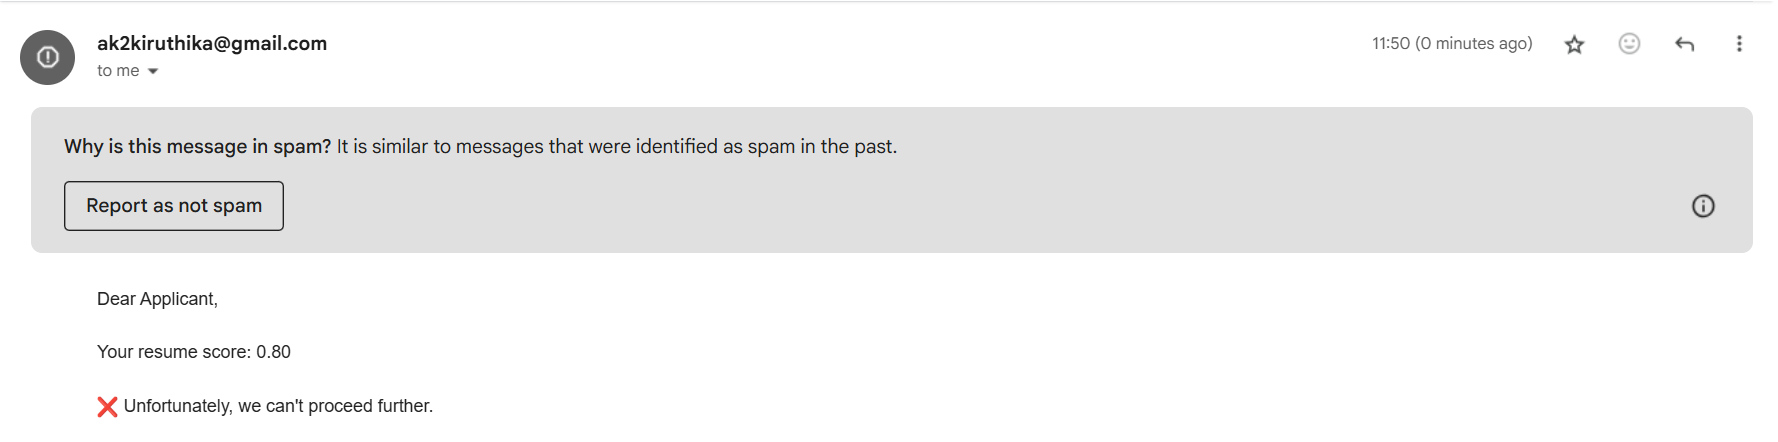 ak2kiruthika@gmail.com
11:50 (0 minutes ago)
to me
Why is this message in spam? It is similar to messages that were identified as spam in the past.
Report as not spam
Dear Applicant,
Your resume score: 0.80
❌ Unfortunately, we can't proceed further.